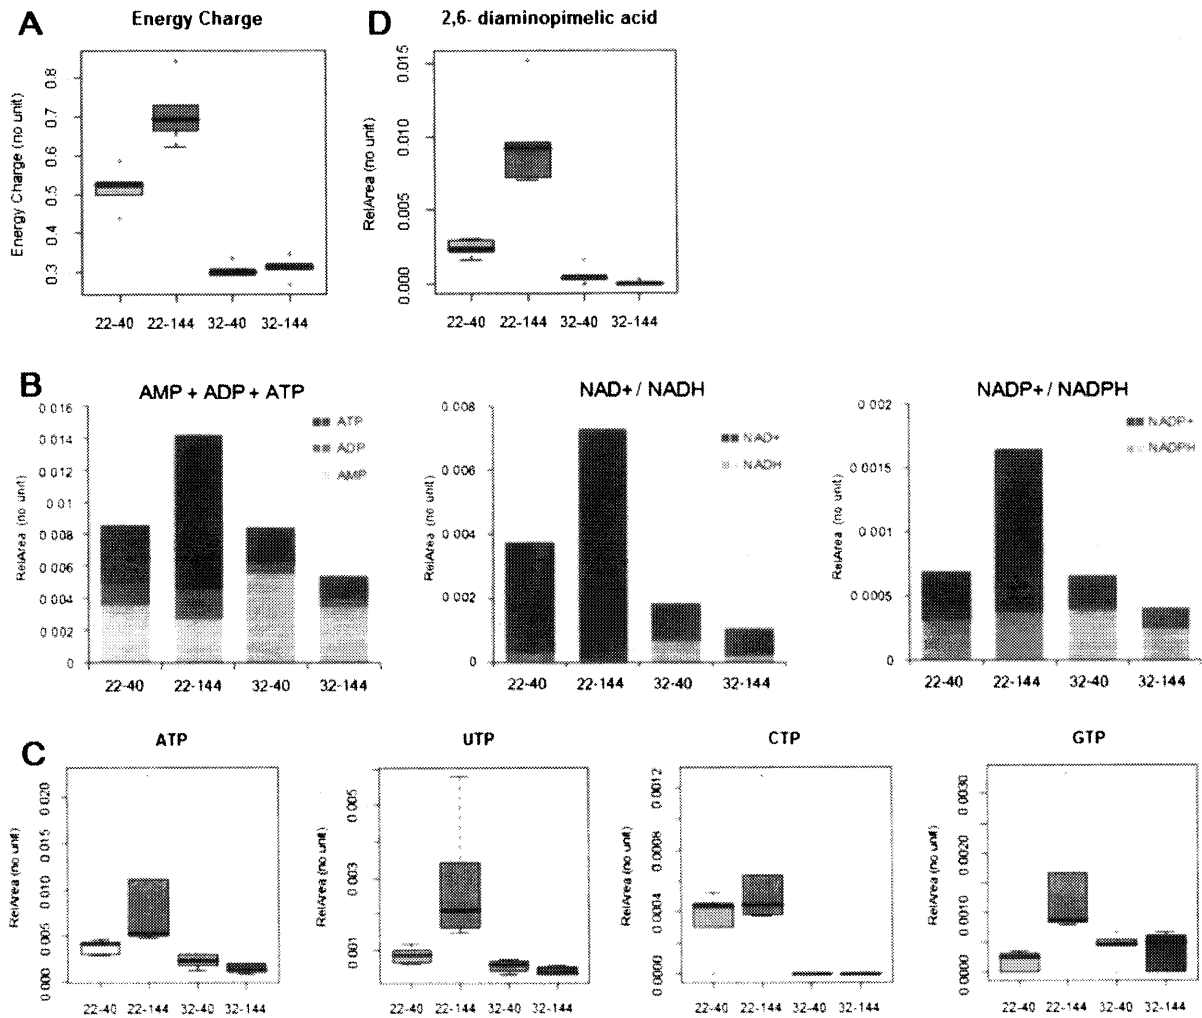 A
Energy Charge
Energy Charge (no unit)
0.8
0.7
0.6
0.5
0.4
0.3
22-40 22-144 32-40 32-144
D
2,6- diaminopimelic acid
RelArea (no unit)
0.015
0.010
0.005
0.000
22-40 22-144 32-40 32-144
B
AMP + ADP + ATP
RelArea (no unit)
0 016
0 014
0 012
0 01
0 008
0 006
0 004
0 002
0
ATP
ADP
AMP
22-40 22-144 32-40 32-144
NAD+ / NADH
RelArea (no unit)
0 008
0 006
0 004
0 002
0
NAD+
NADH
22-40 22-144 32-40 32-144
NADP+ / NADPH
RelArea (no unit)
0 002
0 0015
0 001
0 0005
0
NADP+
NADPH
22-40 22-144 32-40 32-144
C
ATP
RelArea (no unit)
0 020
0 015
0 010
0 005
0 000
22-40 22-144 32-40 32-144
UTP
RelArea (no unit)
0 005
0 003
0 001
22-40 22-144 32-40 32-144
CTP
RelArea (no unit)
0 0012
0 0008
0 0004
0 0000
22-40 22-144 32-40 32-144
GTP
RelArea (no unit)
0 0030
0 0020
0 0010
0 0000
22-40 22-144 32-40 32-144